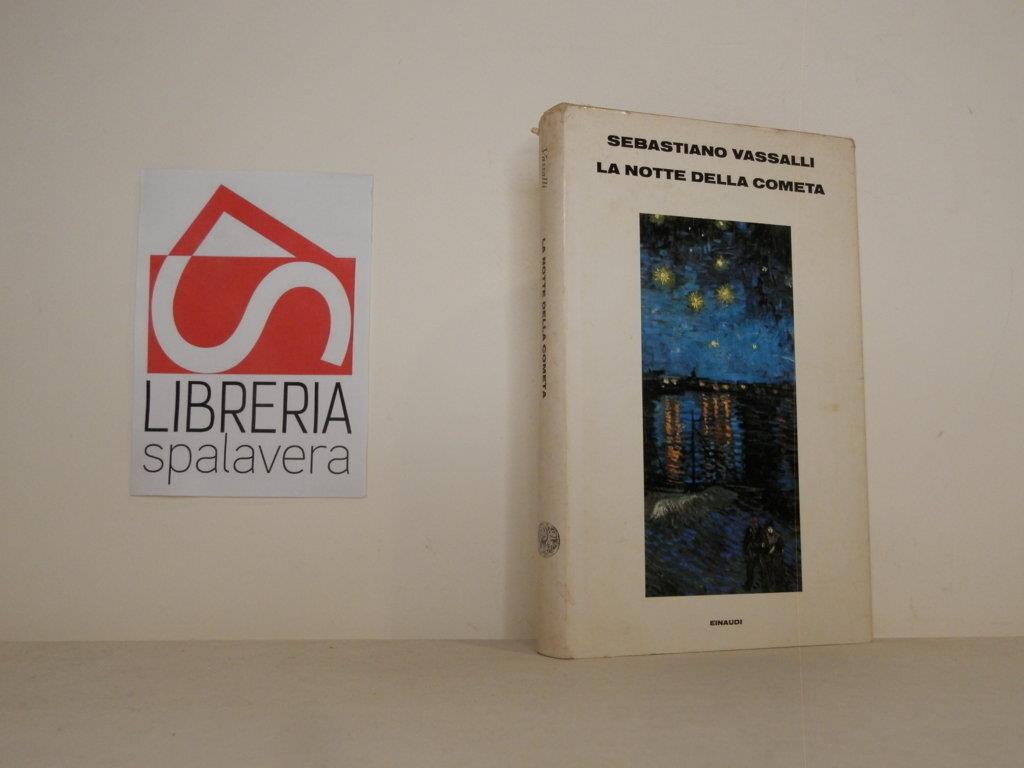 LIBRERIA
spalavera
SEBASTIANO VASSALLI
LA NOTTE DELLA COMETA
EINAUDI
Vassalli
LA NOTTE DELLA COMETA